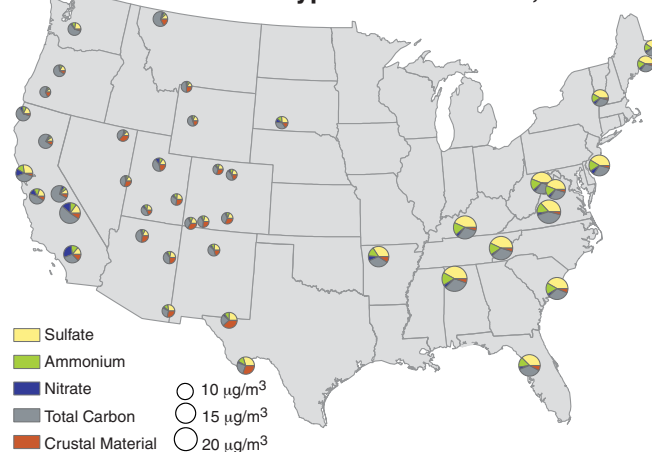 Sulfate
Ammonium
Nitrate
Total Carbon
Crustal Material
10 µg/m³
15 µg/m³
20 µg/m³